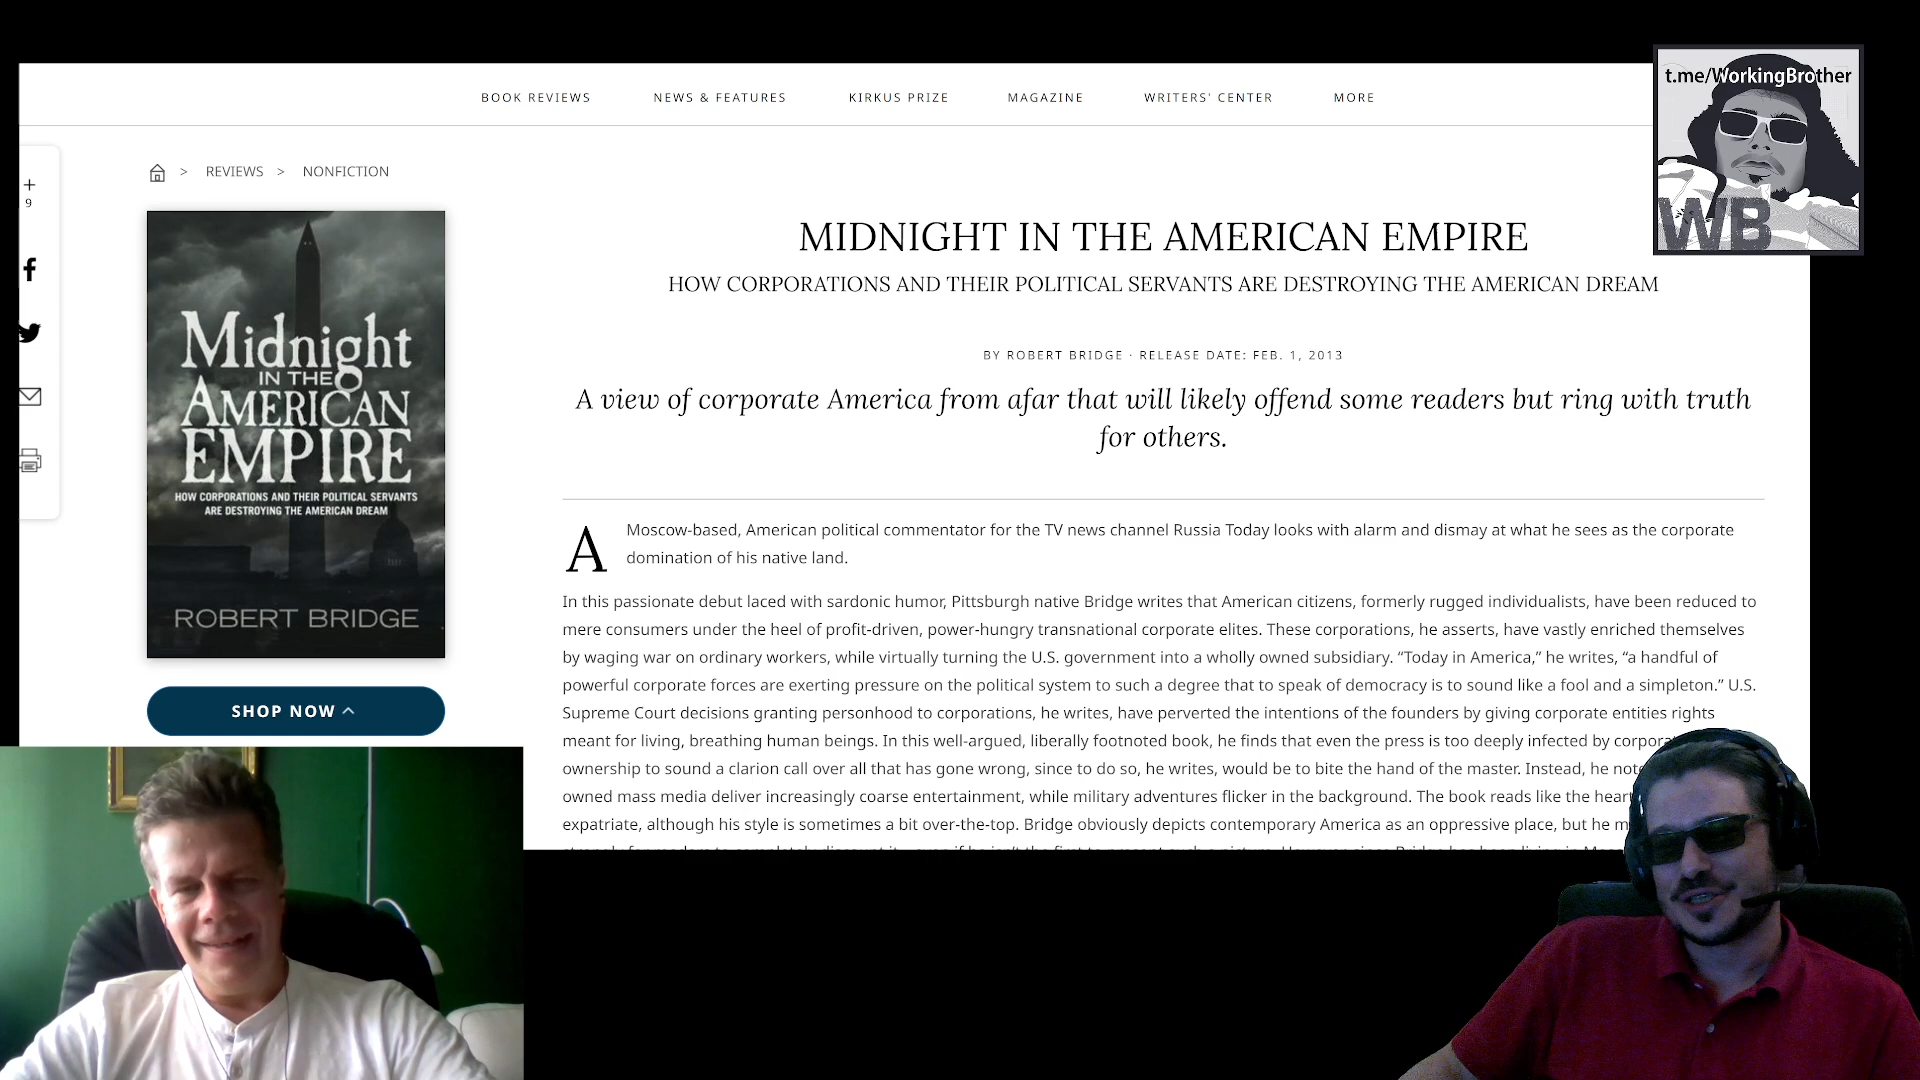 BOOK REVIEWS NEWS & FEATURES KIRKUS PRIZE MAGAZINE WRITERS' CENTER MORE
t.me/WorkingBrother
WB
+
9
> REVIEWS > NONFICTION
Midnight
IN THE
AMERICAN
EMPIRE
HOW CORPORATIONS AND THEIR POLITICAL SERVANTS
ARE DESTROYING THE AMERICAN DREAM
ROBERT BRIDGE
SHOP NOW
MIDNIGHT IN THE AMERICAN EMPIRE
HOW CORPORATIONS AND THEIR POLITICAL SERVANTS ARE DESTROYING THE AMERICAN DREAM
BY ROBERT BRIDGE · RELEASE DATE: FEB. 1, 2013
A view of corporate America from afar that will likely offend some readers but ring with truth
for others.
A Moscow-based, American political commentator for the TV news channel Russia Today looks with alarm and dismay at what he sees as the corporate
domination of his native land.
In this passionate debut laced with sardonic humor, Pittsburgh native Bridge writes that American citizens, formerly rugged individualists, have been reduced to
mere consumers under the heel of profit-driven, power-hungry transnational corporate elites. These corporations, he asserts, have vastly enriched themselves
by waging war on ordinary workers, while virtually turning the U.S. government into a wholly owned subsidiary. “Today in America,” he writes, “a handful of
powerful corporate forces are exerting pressure on the political system to such a degree that to speak of democracy is to sound like a fool and a simpleton.” U.S.
Supreme Court decisions granting personhood to corporations, he writes, have perverted the intentions of the founders by giving corporate entities rights
meant for living, breathing human beings. In this well-argued, liberally footnoted book, he finds that even the press is too deeply infected by
ownership to sound a clarion call over all that has gone wrong, since to do so, he writes, would be to bite the hand of the master. Instead, he
owned mass media deliver increasingly coarse entertainment, while military adventures flicker in the background. The book reads like the
expatriate, although his style is sometimes a bit over-the-top. Bridge obviously depicts contemporary America as an oppressive place, but he